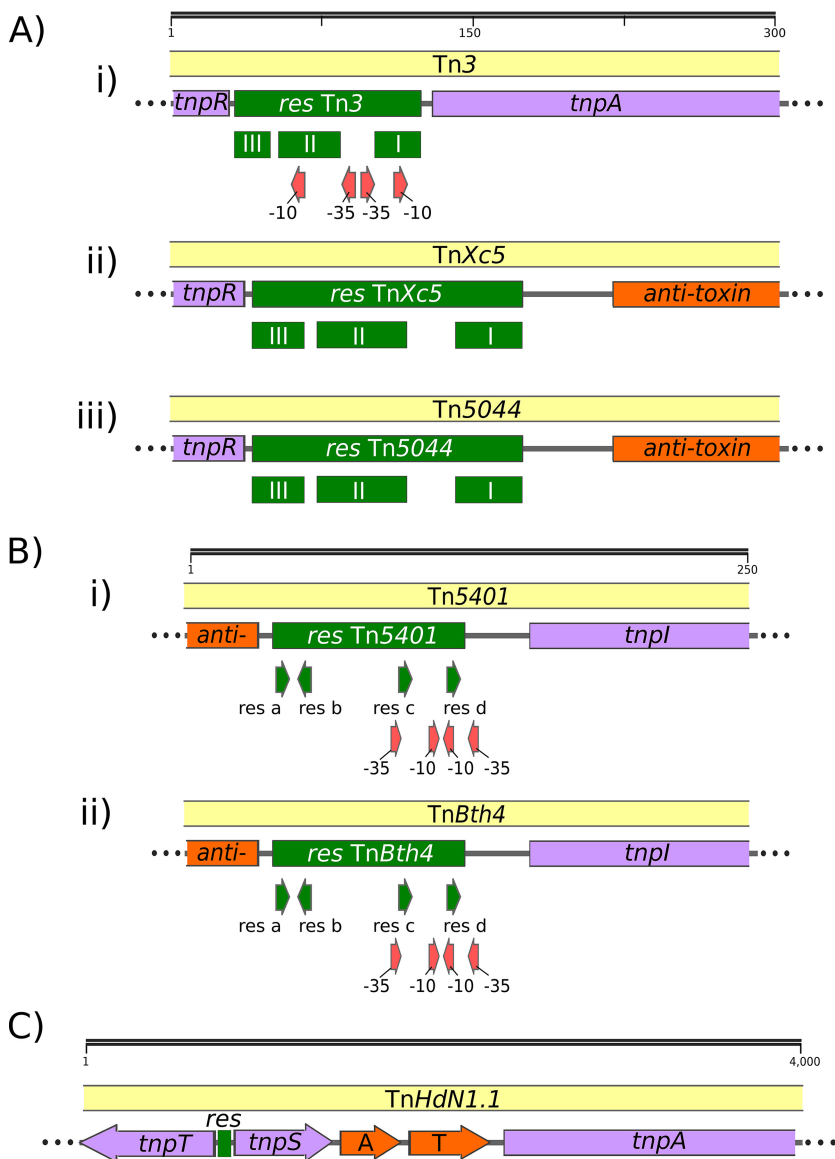 A)
1 150 300
i)
Tn3
tnpR res Tn3 tnpA
III II I
-10 -35 -35 -10
ii)
TnXc5
tnpR res TnXc5 anti-toxin
III II I
iii)
Tn5044
tnpR res Tn5044 anti-toxin
III II I
B)
1 250
i)
Tn5401
anti- res Tn5401 tnpI
res a res b res c res d
-35 -10 -10 -35
ii)
TnBth4
anti- res TnBth4 tnpI
res a res b res c res d
-35 -10 -10 -35
C)
1 4,000
TnHdN1.1
res
tnpT tnpS A T tnpA